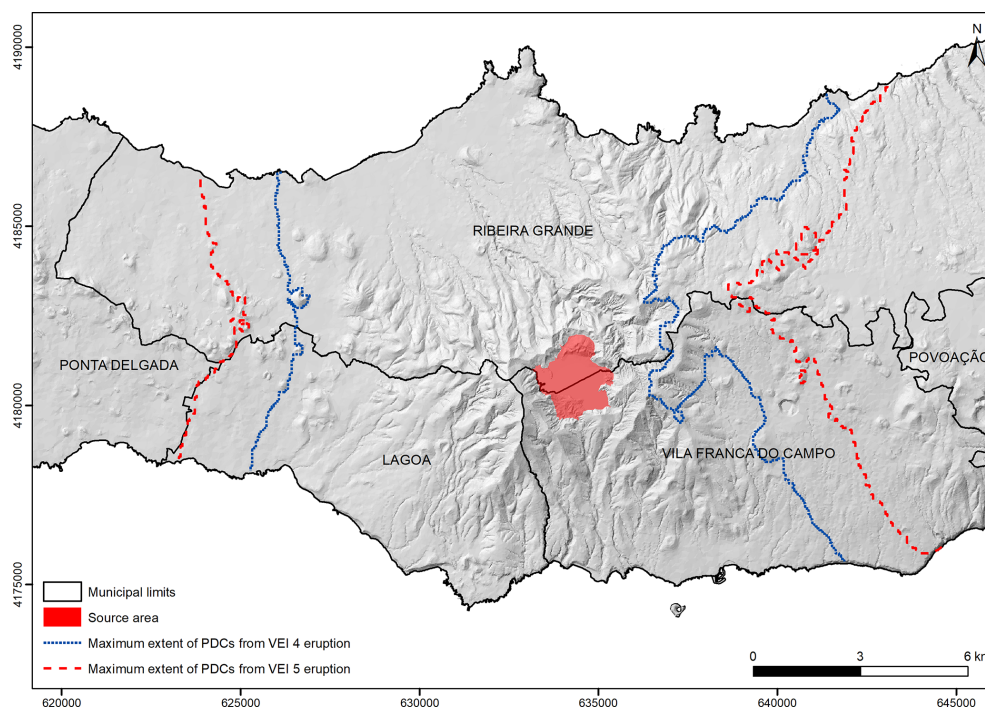 N
4190000
4185000
4180000
4175000
RIBEIRA GRANDE
PONTA DELGADA
POVOAÇÃO
LAGOA
VILA FRANCA DO CAMPO
Municipal limits
Source area
Maximum extent of PDCs from VEI 4 eruption
Maximum extent of PDCs from VEI 5 eruption
0 3 6 km
620000 625000 630000 635000 640000 645000